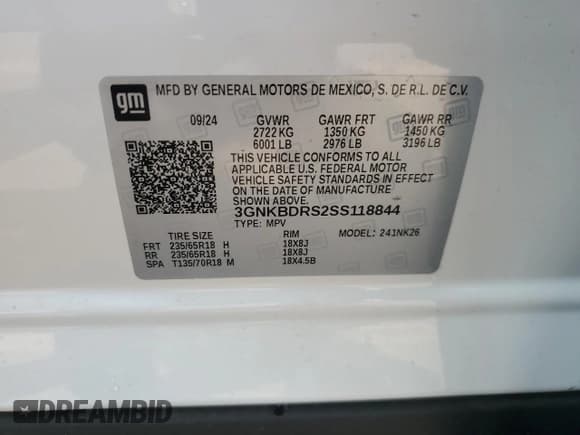 gm
MFD BY GENERAL MOTORS DE MEXICO, S. DE R.L. DE C.V.
09/24 GVWR GAWR FRT GAWR RR
2722 KG 1350 KG 1450 KG
6001 LB 2976 LB 3196 LB
THIS VEHICLE CONFORMS TO ALL
APPLICABLE U.S. FEDERAL MOTOR
VEHICLE SAFETY STANDARDS IN EFFECT
ON THE DATE OF MANUFACTURE
SHOWN ABOVE.
3GNKBDRS2SS118844
TYPE: MPV
TIRE SIZE RIM MODEL: 241NK26
FRT 235/65R18 H 18X8J
RR 235/65R18 H 18X8J
SPA T135/70R18 M 18X4.5B
DREAMBID